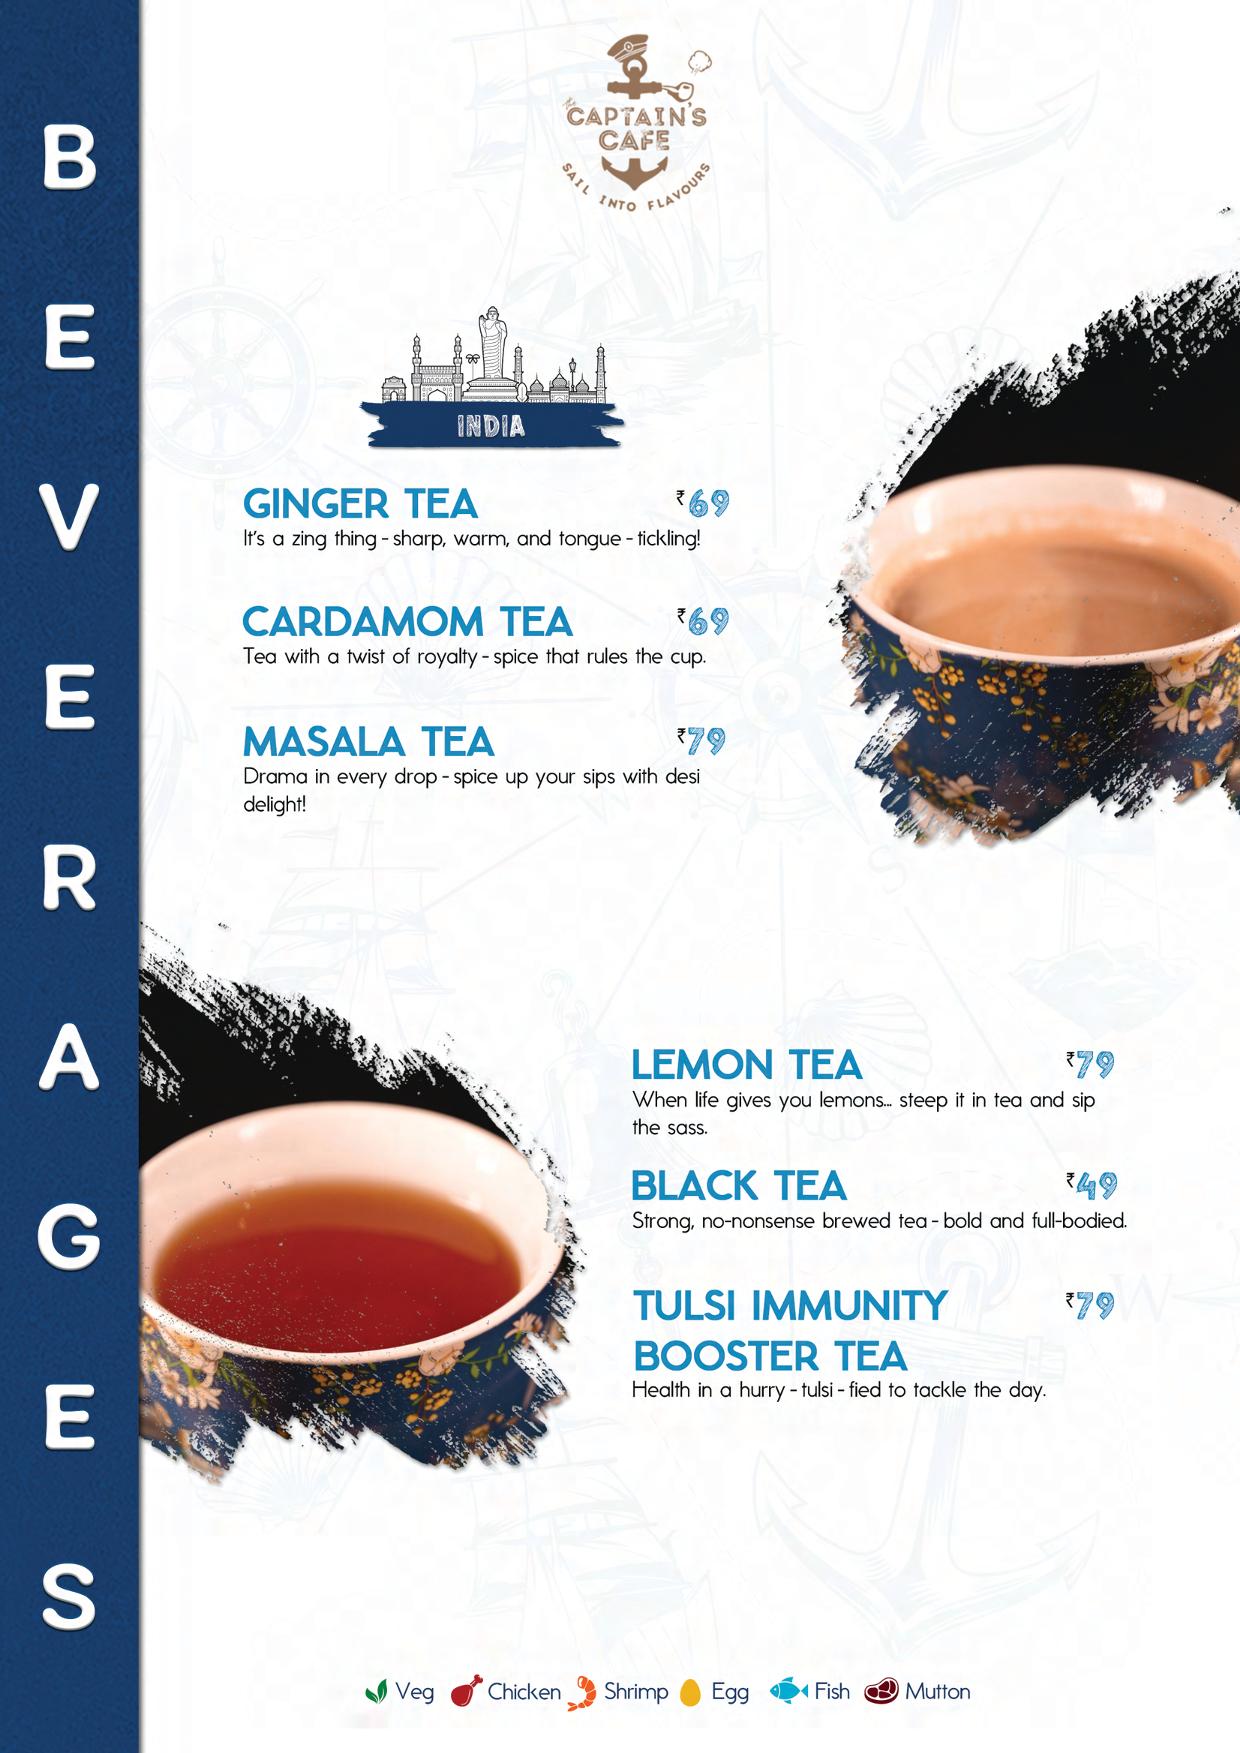 The
CAPTAIN'S
CAFE
SAIL INTO FLAVOURS
BEVERAGES
INDIA
GINGER TEA ₹69
It's a zing thing - sharp, warm, and tongue - tickling!
CARDAMOM TEA ₹69
Tea with a twist of royalty - spice that rules the cup.
MASALA TEA ₹79
Drama in every drop - spice up your sips with desi
delight!
LEMON TEA ₹79
When life gives you lemons... steep it in tea and sip
the sass.
BLACK TEA ₹49
Strong, no-nonsense brewed tea - bold and full-bodied.
TULSI IMMUNITY ₹79
BOOSTER TEA
Health in a hurry - tulsi - fied to tackle the day.
S
W
Veg Chicken Shrimp Egg Fish Mutton